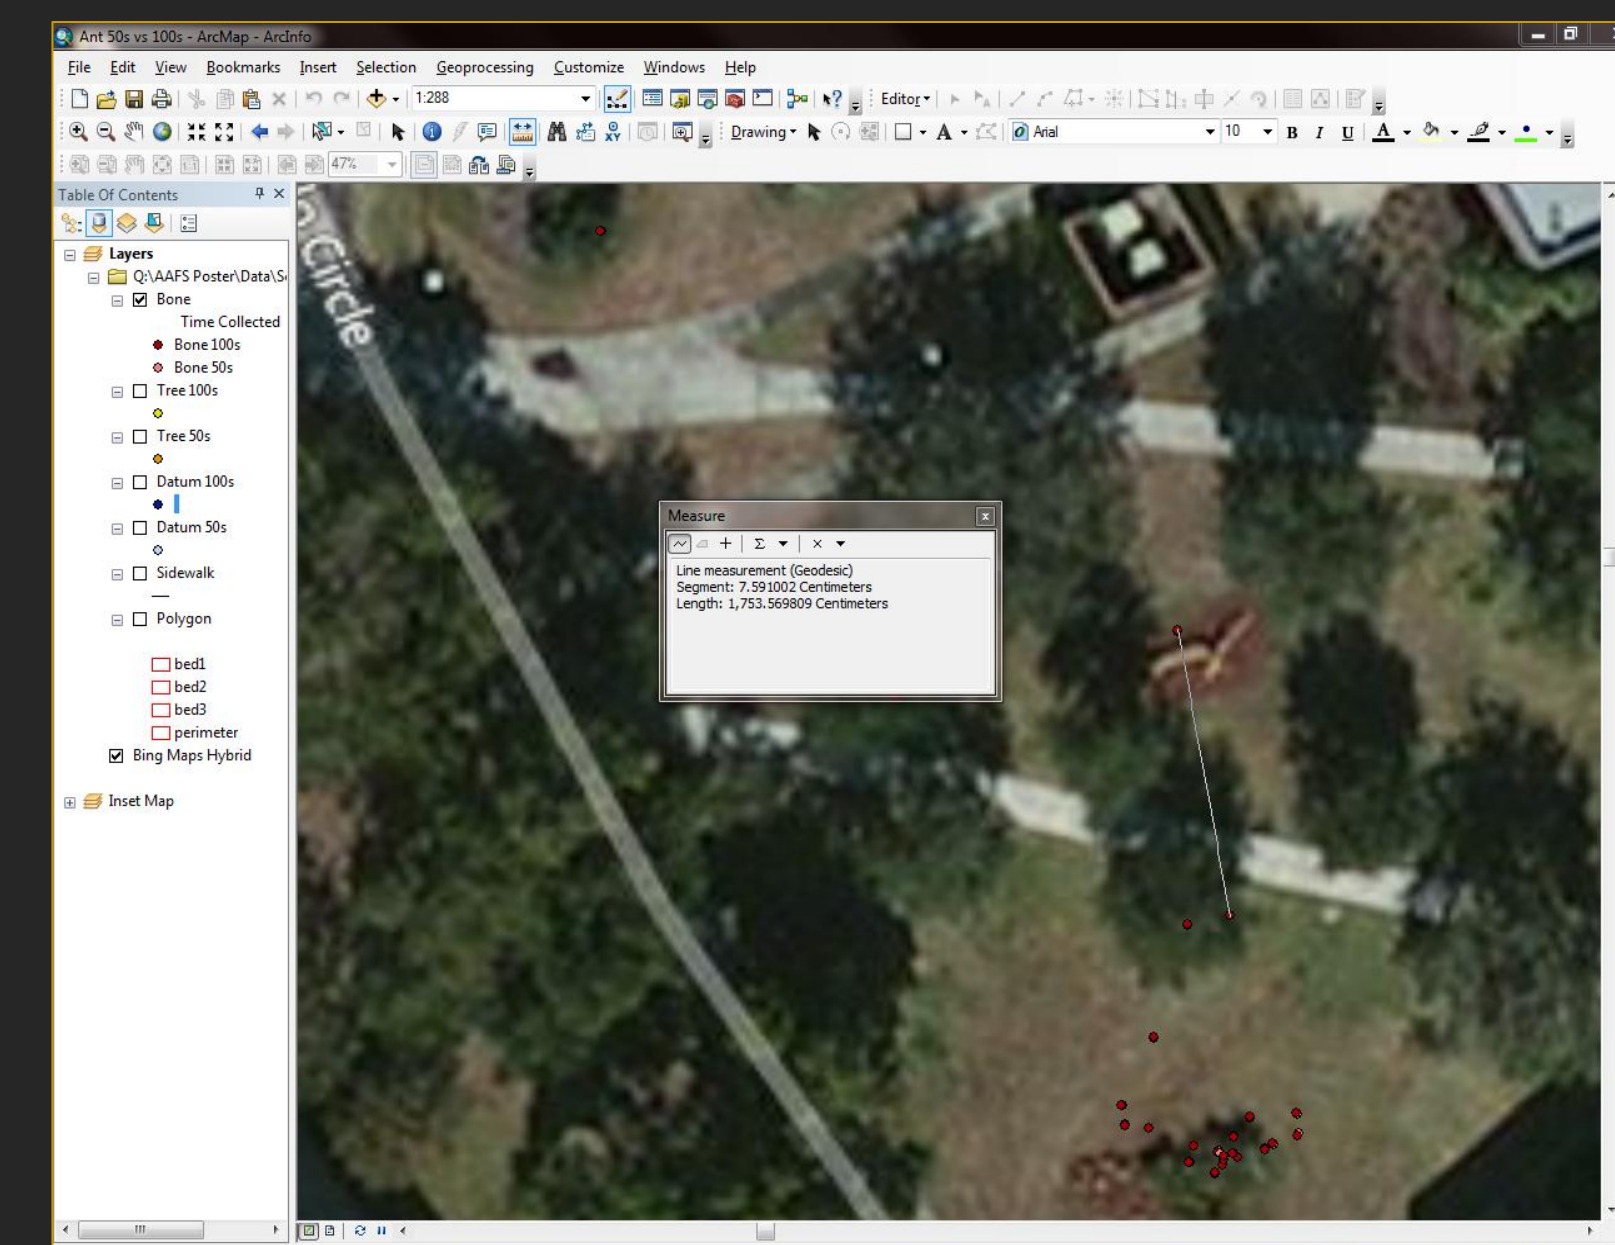 Ant 50s vs 100s - ArcMap - ArcInfo
File Edit View Bookmarks Insert Selection Geoprocessing Customize Windows Help
1:288
Editor
Drawing
A
Arial
10
B I U A
47%
Table Of Contents
Layers
Q:\AAFS Poster\Data\S
Bone
Time Collected
Bone 100s
Bone 50s
Tree 100s
Tree 50s
Datum 100s
Datum 50s
Sidewalk
Polygon
bed1
bed2
bed3
perimeter
Bing Maps Hybrid
Inset Map
Circle
Measure
Σ
Line measurement (Geodesic)
Segment: 7.591002 Centimeters
Length: 1,753.569809 Centimeters